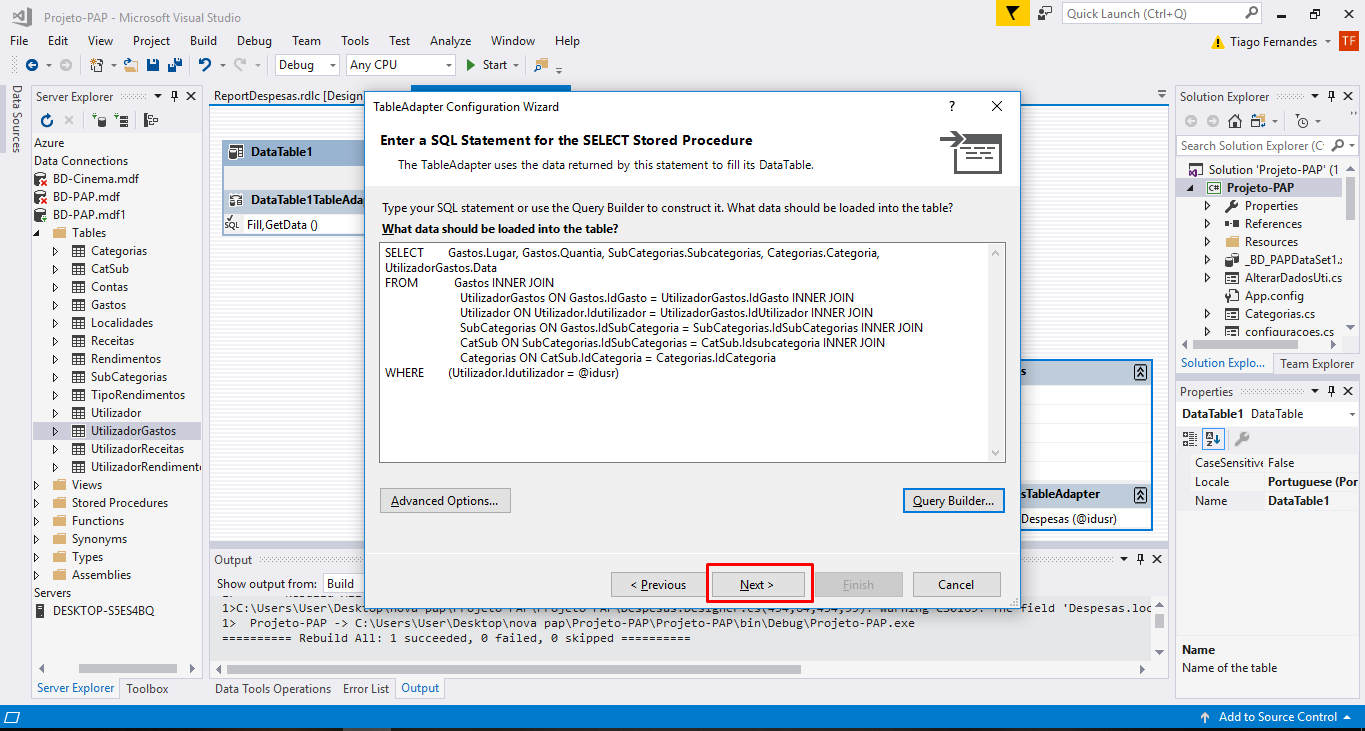 Projeto-PAP - Microsoft Visual Studio
Quick Launch (Ctrl+Q)
File Edit View Project Build Debug Team Tools Test Analyze Window Help
Tiago Fernandes TF
Debug Any CPU Start
Data Sources
Server Explorer
Azure
Data Connections
BD-Cinema.mdf
BD-PAP.mdf
BD-PAP.mdf1
Tables
Categorias
CatSub
Contas
Gastos
Localidades
Receitas
Rendimentos
SubCategorias
TipoRendimentos
Utilizador
UtilizadorGastos
UtilizadorReceitas
UtilizadorRendimento
Views
Stored Procedures
Functions
Synonyms
Types
Assemblies
Servers
DESKTOP-S5ES4BQ
Server Explorer Toolbox
ReportDespesas.rdlc [Design
DataTable1
DataTable1TableAda
SQL Fill,GetData ()
TableAdapter Configuration Wizard
?
Enter a SQL Statement for the SELECT Stored Procedure
The TableAdapter uses the data returned by this statement to fill its DataTable.
Type your SQL statement or use the Query Builder to construct it. What data should be loaded into the table?
What data should be loaded into the table?
SELECT Gastos.Lugar, Gastos.Quantia, SubCategorias.Subcategorias, Categorias.Categoria,
UtilizadorGastos.Data
FROM Gastos INNER JOIN
UtilizadorGastos ON Gastos.IdGasto = UtilizadorGastos.IdGasto INNER JOIN
Utilizador ON Utilizador.Idutilizador = UtilizadorGastos.IdUtilizador INNER JOIN
SubCategorias ON Gastos.IdSubCategoria = SubCategorias.IdSubCategorias INNER JOIN
CatSub ON SubCategorias.IdSubCategorias = CatSub.Idsubcategoria INNER JOIN
Categorias ON CatSub.IdCategoria = Categorias.IdCategoria
WHERE (Utilizador.Idutilizador = @idusr)
Advanced Options...
Query Builder...
< Previous Next > Finish Cancel
s
sTableAdapter
Despesas (@idusr)
Output
Show output from: Build
1>C:\Users\User\Desktop\nova pap\Projeto-PAP\Projeto-PAP\Despesas.Designer.cs(454,64,454,99): warning CS0169: The field 'Despesas.loc
1> Projeto-PAP -> C:\Users\User\Desktop\nova pap\Projeto-PAP\Projeto-PAP\bin\Debug\Projeto-PAP.exe
========== Rebuild All: 1 succeeded, 0 failed, 0 skipped ==========
Data Tools Operations Error List Output
Solution Explorer
Search Solution Explorer (C
Solution 'Projeto-PAP' (1
C# Projeto-PAP
Properties
References
Resources
_BD_PAPDataSet1.
AlterarDadosUti.cs
App.config
Categorias.cs
configuracoes.cs
Solution Explo... Team Explorer
Properties
DataTable1 DataTable
CaseSensitive False
Locale Portuguese (Por
Name DataTable1
Name
Name of the table
Add to Source Control